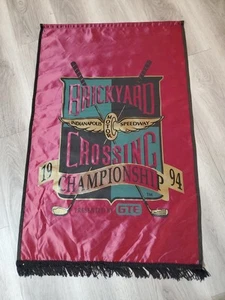 BRICKYARD
INDIANAPOLIS MOTOR SPEEDWAY
CROSSING
19 CHAMPIONSHIP 94
GTE